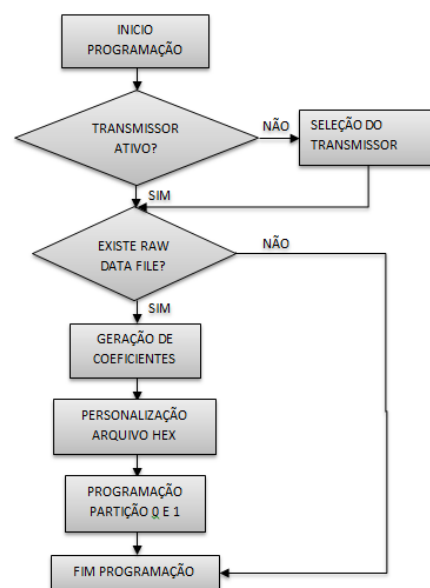 INICIO
PROGRAMAÇÃO
TRANSMISSOR
ATIVO?
NÃO
SELEÇÃO DO
TRANSMISSOR
SIM
EXISTE RAW
DATA FILE?
NÃO
SIM
GERAÇÃO DE
COEFICIENTES
PERSONALIZAÇÃO
ARQUIVO HEX
PROGRAMAÇÃO
PARTIÇÃO 0 E 1
FIM PROGRAMAÇÃO